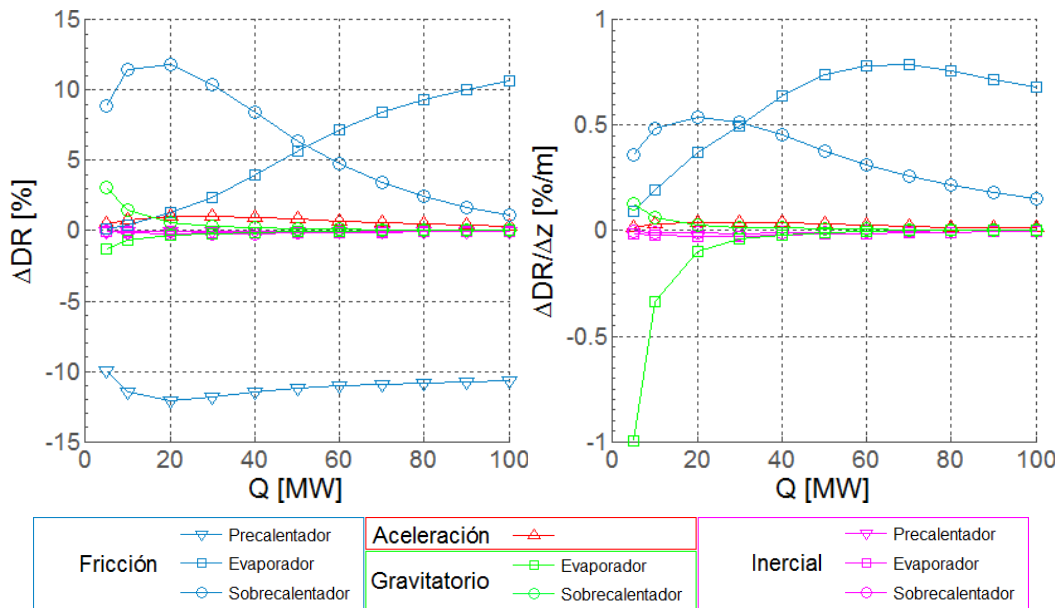 15
10
5
0
-5
-10
-15
ΔDR [%]
0
20
40
60
80
100
Q [MW]
1
0.5
0
-0.5
-1
ΔDR/Δz [%/m]
0
20
40
60
80
100
Q [MW]
Fricción
Precalentador
Evaporador
Sobrecalentador
Aceleración
Gravitatorio
Evaporador
Sobrecalentador
Inercial
Precalentador
Evaporador
Sobrecalentador